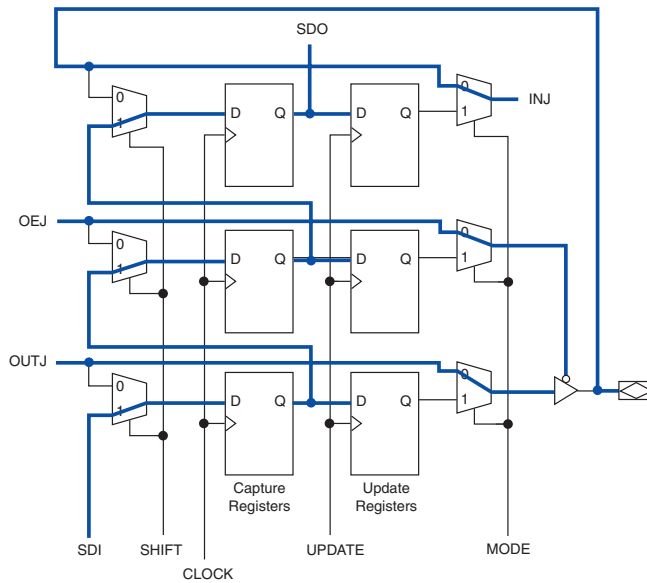 SDO
0
1
D Q
D Q
0
1
INJ
OEJ
0
1
D Q
D Q
0
1
OUTJ
0
1
D Q
D Q
0
1
Capture
Registers
Update
Registers
SDI
SHIFT
CLOCK
UPDATE
MODE